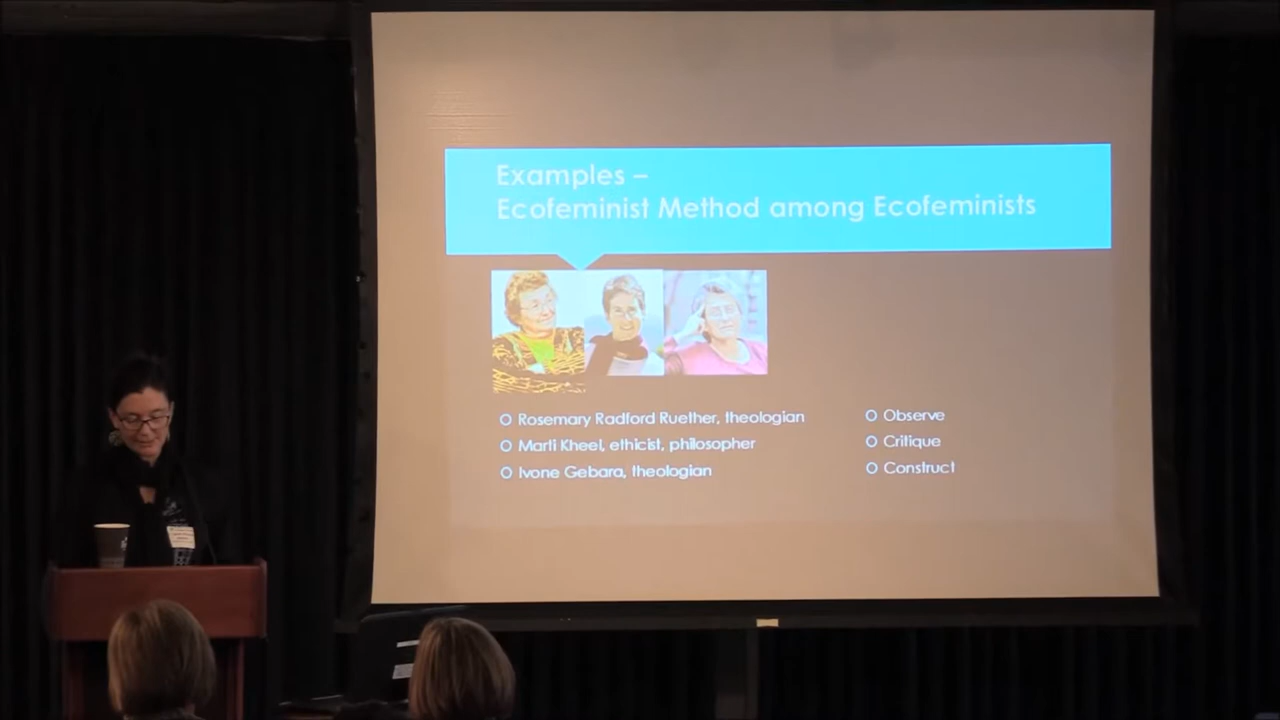 Examples –
Ecofeminist Method among Ecofeminists
O Rosemary Radford Ruether, theologian
O Marti Kheel, ethicist, philosopher
O Ivone Gebara, theologian
O Observe
O Critique
O Construct